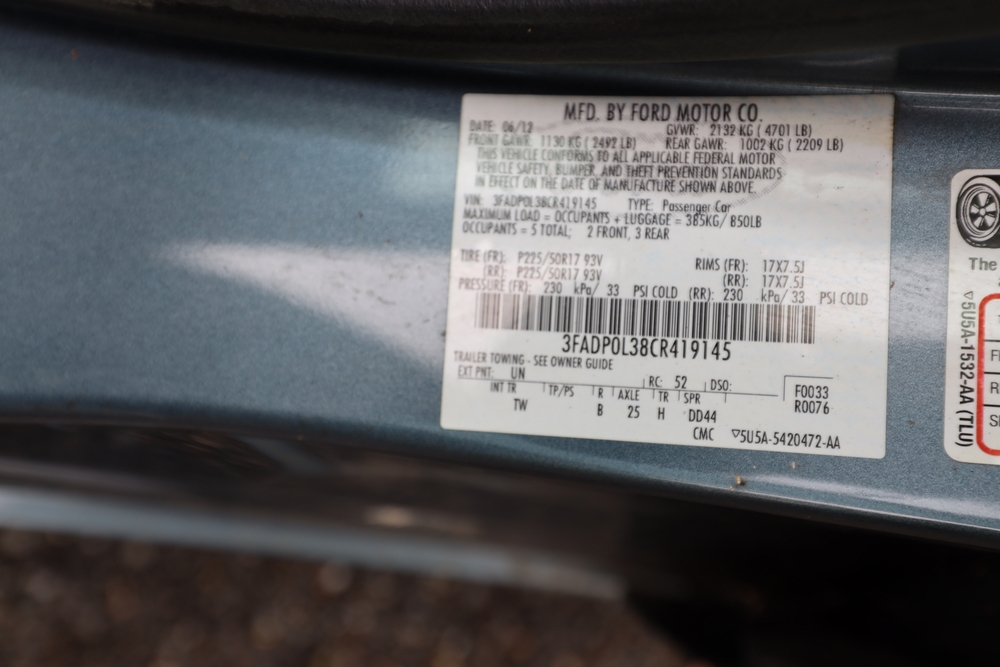 MFD. BY FORD MOTOR CO.
DATE: 06/12 GVWR: 2132 KG ( 4701 LB)
FRONT GAWR: 1130 KG ( 2492 LB) REAR GAWR: 1002 KG ( 2209 LB)
THIS VEHICLE CONFORMS TO ALL APPLICABLE FEDERAL MOTOR
VEHICLE SAFETY, BUMPER, AND THEFT PREVENTION STANDARDS
IN EFFECT ON THE DATE OF MANUFACTURE SHOWN ABOVE.
VIN: 3FADP0L38CR419145 TYPE: Passenger Car
MAXIMUM LOAD = OCCUPANTS + LUGGAGE = 385KG/ 850LB
OCCUPANTS = 5 TOTAL; 2 FRONT, 3 REAR
TIRE (FR): P225/50R17 93V RIMS (FR): 17X7.5J
(RR): P225/50R17 93V (RR): 17X7.5J
PRESSURE (FR): 230 kPa/ 33 PSI COLD (RR): 230 kPa/ 33 PSI COLD
3FADP0L38CR419145
TRAILER TOWING - SEE OWNER GUIDE
EXT PNT: UN RC: 52 DSO: F0033
INT TR TP/PS R AXLE TR SPR R0076
TW B 25 H DD44
CMC ▽5U5A-5420472-AA
The
▽5U5A-1532-AA (TLU)